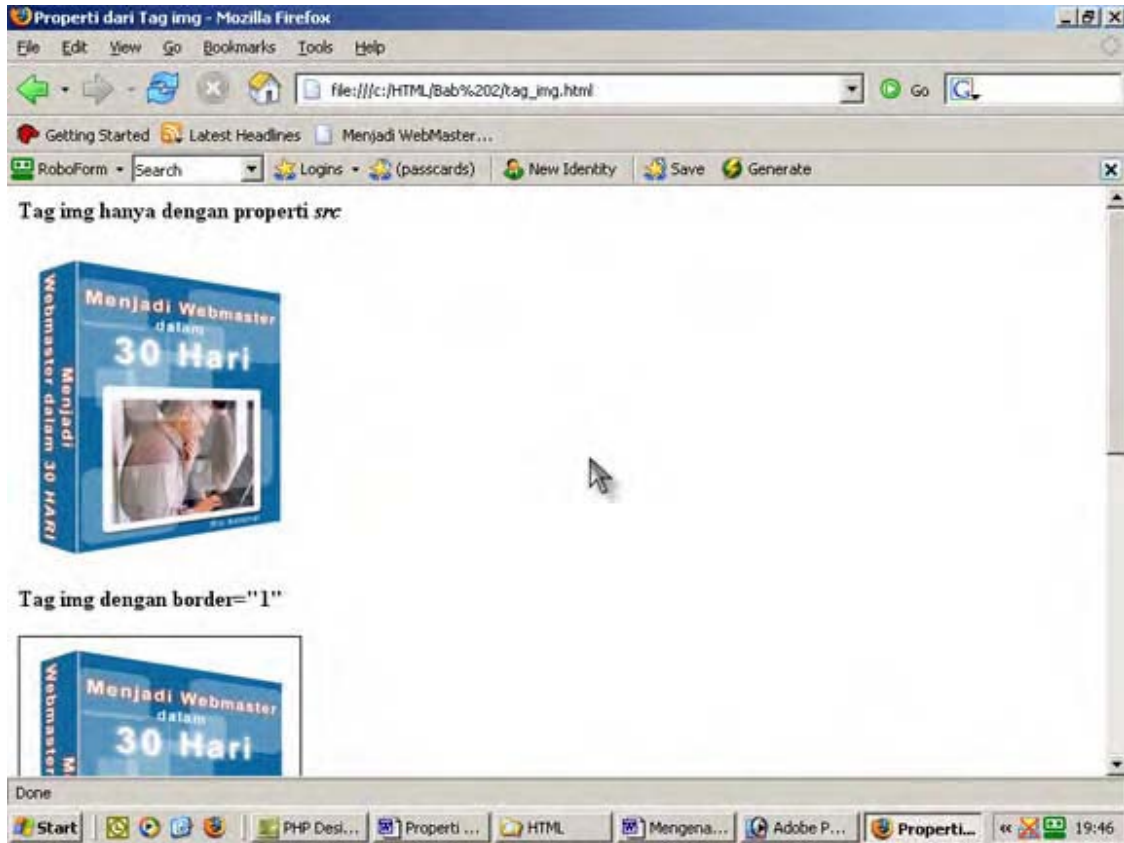 Properti dari Tag img - Mozilla Firefox
File Edit View Go Bookmarks Tools Help
file:///c:/HTML/Bab%202/tag_img.html
Go
G
Getting Started Latest Headlines Menjadi WebMaster...
RoboForm Search Logins (passcards) New Identity Save Generate
Tag img hanya dengan properti src
Menjadi
Webmaster dalam 30 HARI
Menjadi Webmaster
dalam
30 Hari
Tag img dengan border="1"
Menjadi Webmaster
dalam
30 Hari
Done
Start PHP Desi... Properti ... HTML Mengena... Adobe P... Properti... « 19:46